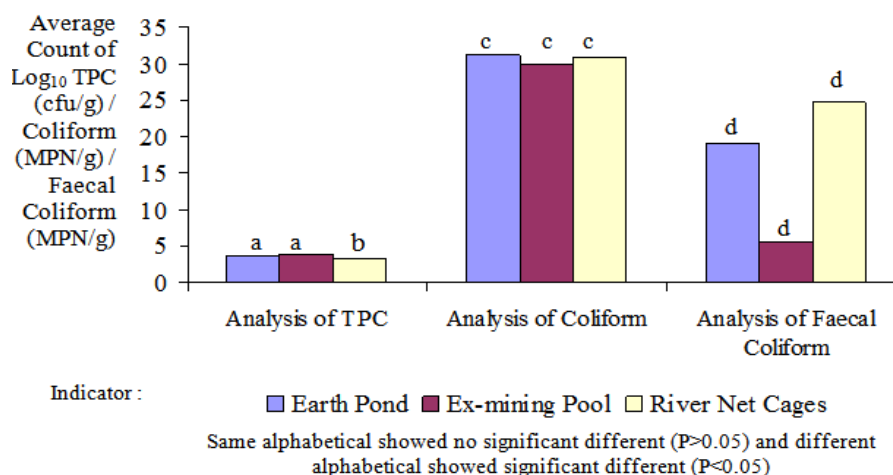 Average
Count of
Log₁₀ TPC
(cfu/g) /
Coliform
(MPN/g) /
Faecal
Coliform
(MPN/g)
35
30
25
20
15
10
5
0
a a b
c c c
d d d
Analysis of TPC
Analysis of Coliform
Analysis of Faecal
Coliform
Indicator :
Earth Pond
Ex-mining Pool
River Net Cages
Same alphabetical showed no significant different (P>0.05) and different
alphabetical showed significant different (P<0.05)